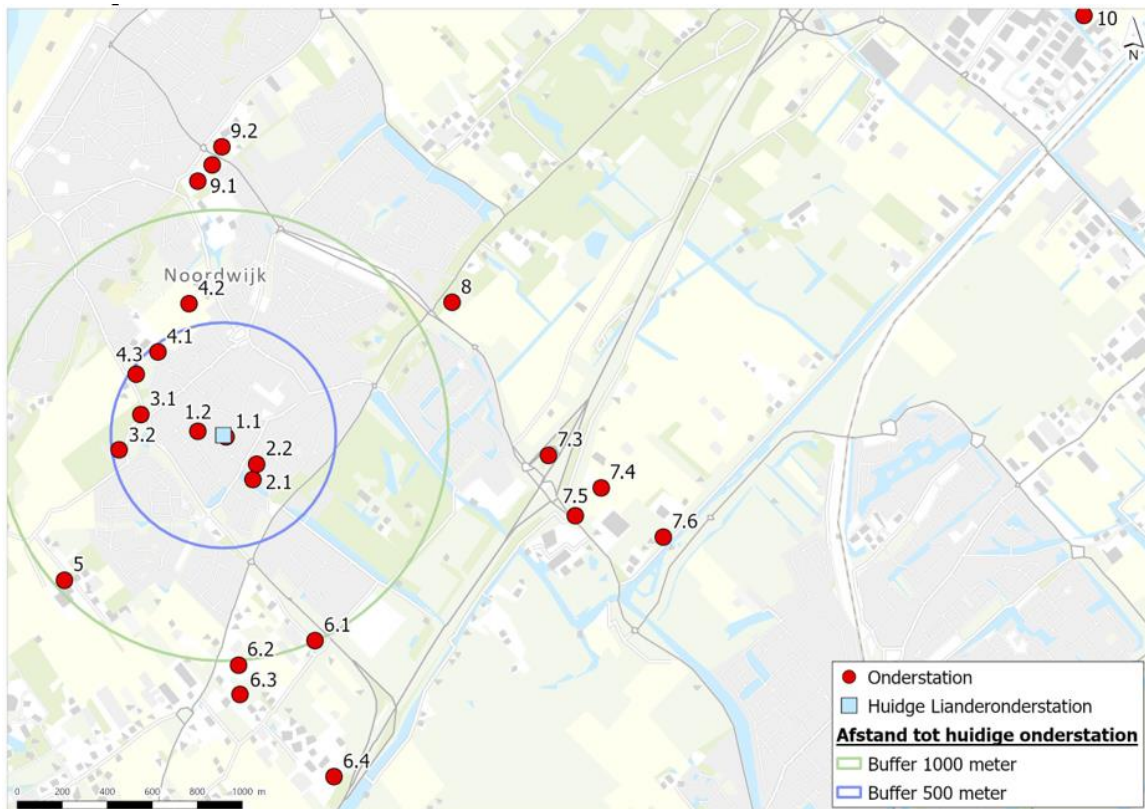 10
N
9.2
9.1
Noordwijk
4.2
8
4.1
4.3
3.1
1.2
1.1
3.2
2.2
7.3
2.1
7.4
7.5
7.6
5
6.1
6.2
6.3
6.4
Onderstation
Huidge Lianderonderstation
Afstand tot huidige onderstation
Buffer 1000 meter
Buffer 500 meter
0 200 400 600 800 1000 m